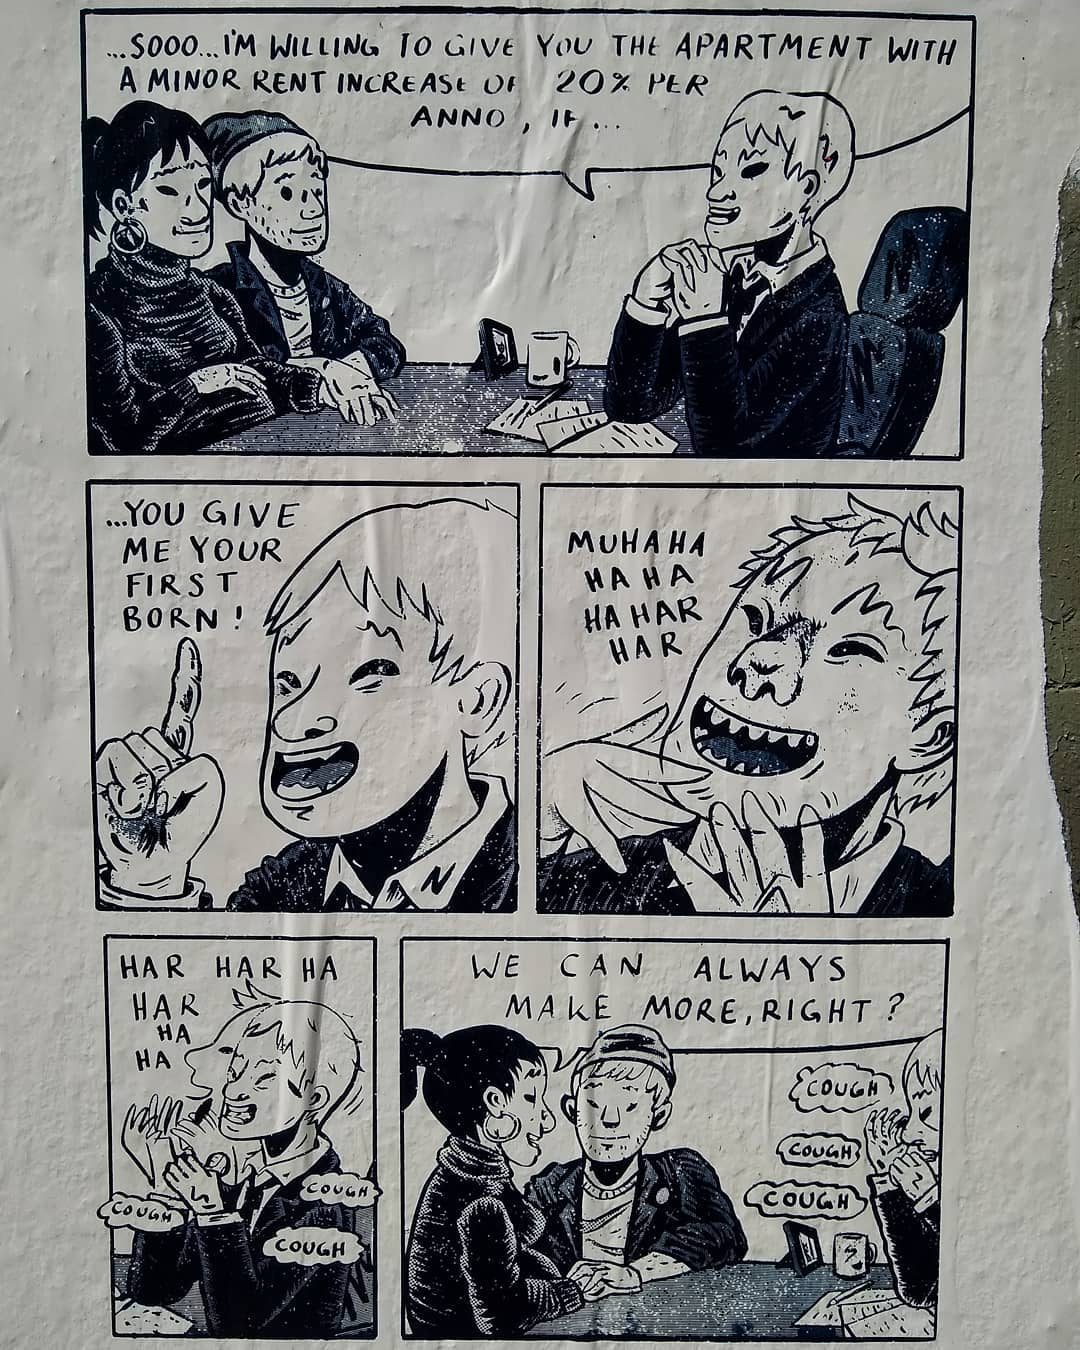 ...SOOO...I'M WILLING TO GIVE YOU THE APARTMENT WITH
A MINOR RENT INCREASE OF 20% PER
ANNO, IF...
...YOU GIVE
ME YOUR
FIRST
BORN!
MUHAHA
HA HA
HA HAR
HAR
HAR HAR HA
HAR
HA
HA
COUGH
COUGH
COUGH
WE CAN ALWAYS
MAKE MORE, RIGHT?
COUGH
COUGH
COUGH